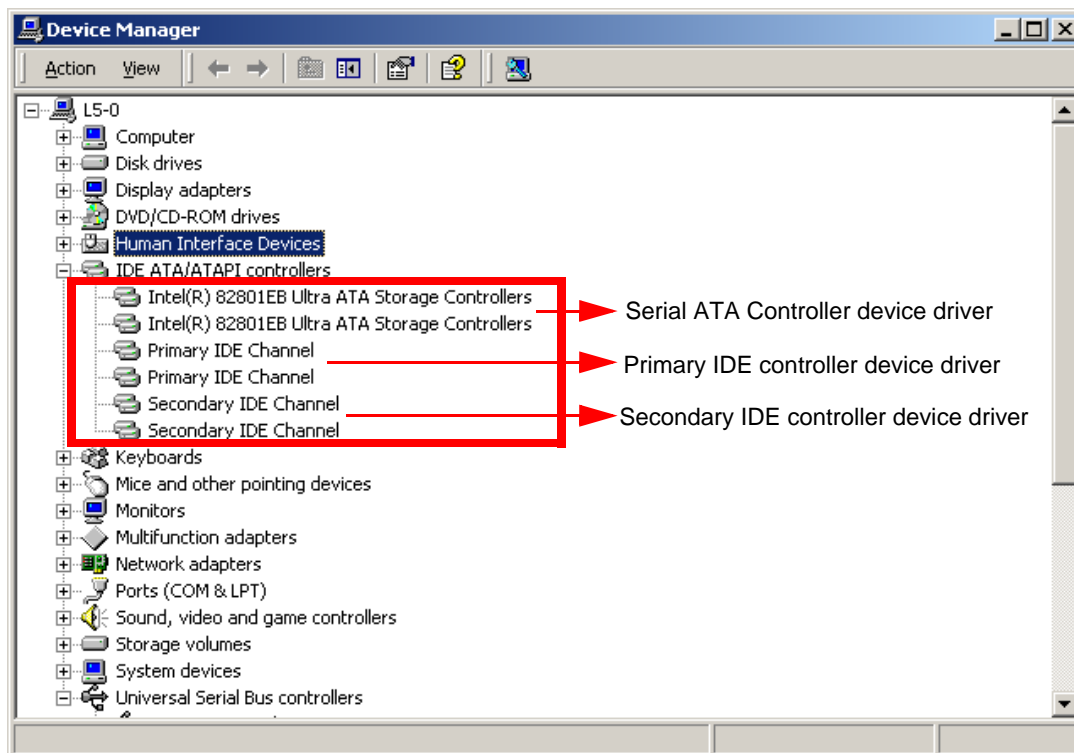 Device Manager
Action View
L5-0
Computer
Disk drives
Display adapters
DVD/CD-ROM drives
Human Interface Devices
IDE ATA/ATAPI controllers
Intel(R) 82801EB Ultra ATA Storage Controllers
Intel(R) 82801EB Ultra ATA Storage Controllers
Serial ATA Controller device driver
Primary IDE Channel
Primary IDE controller device driver
Primary IDE Channel
Secondary IDE Channel
Secondary IDE controller device driver
Secondary IDE Channel
Keyboards
Mice and other pointing devices
Monitors
Multifunction adapters
Network adapters
Ports (COM & LPT)
Sound, video and game controllers
Storage volumes
System devices
Universal Serial Bus controllers